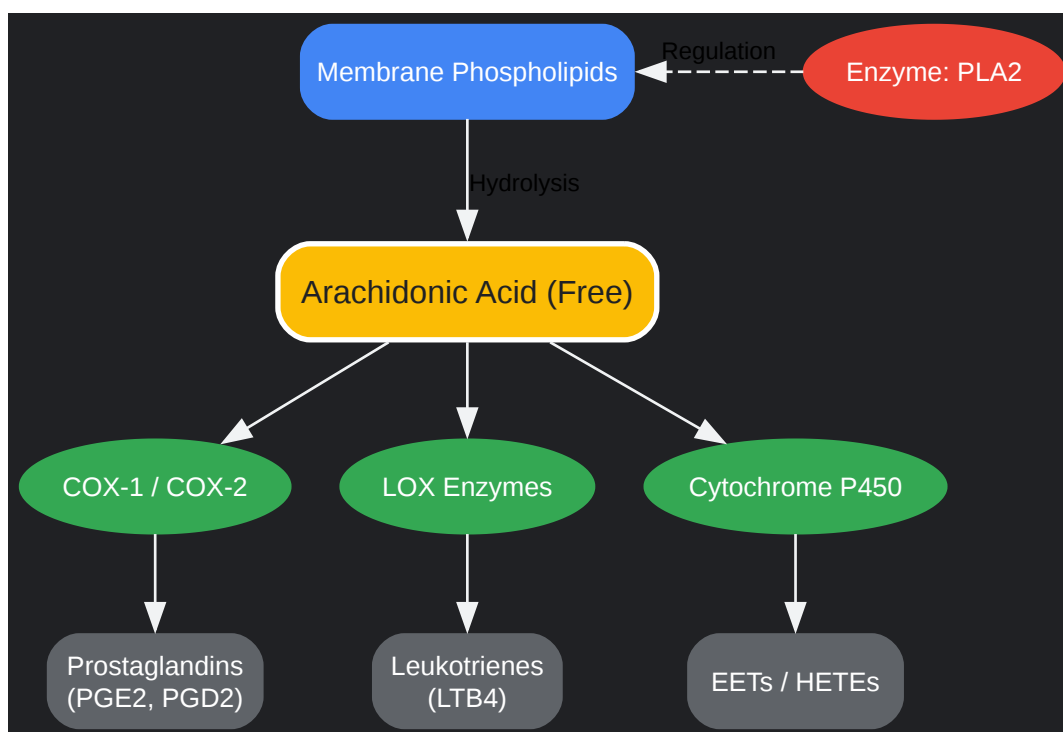 Membrane Phospholipids
Regulation
Enzyme: PLA2
Hydrolysis
Arachidonic Acid (Free)
COX-1 / COX-2
LOX Enzymes
Cytochrome P450
Prostaglandins
(PGE2, PGD2)
Leukotrienes
(LTB4)
EETs / HETEs